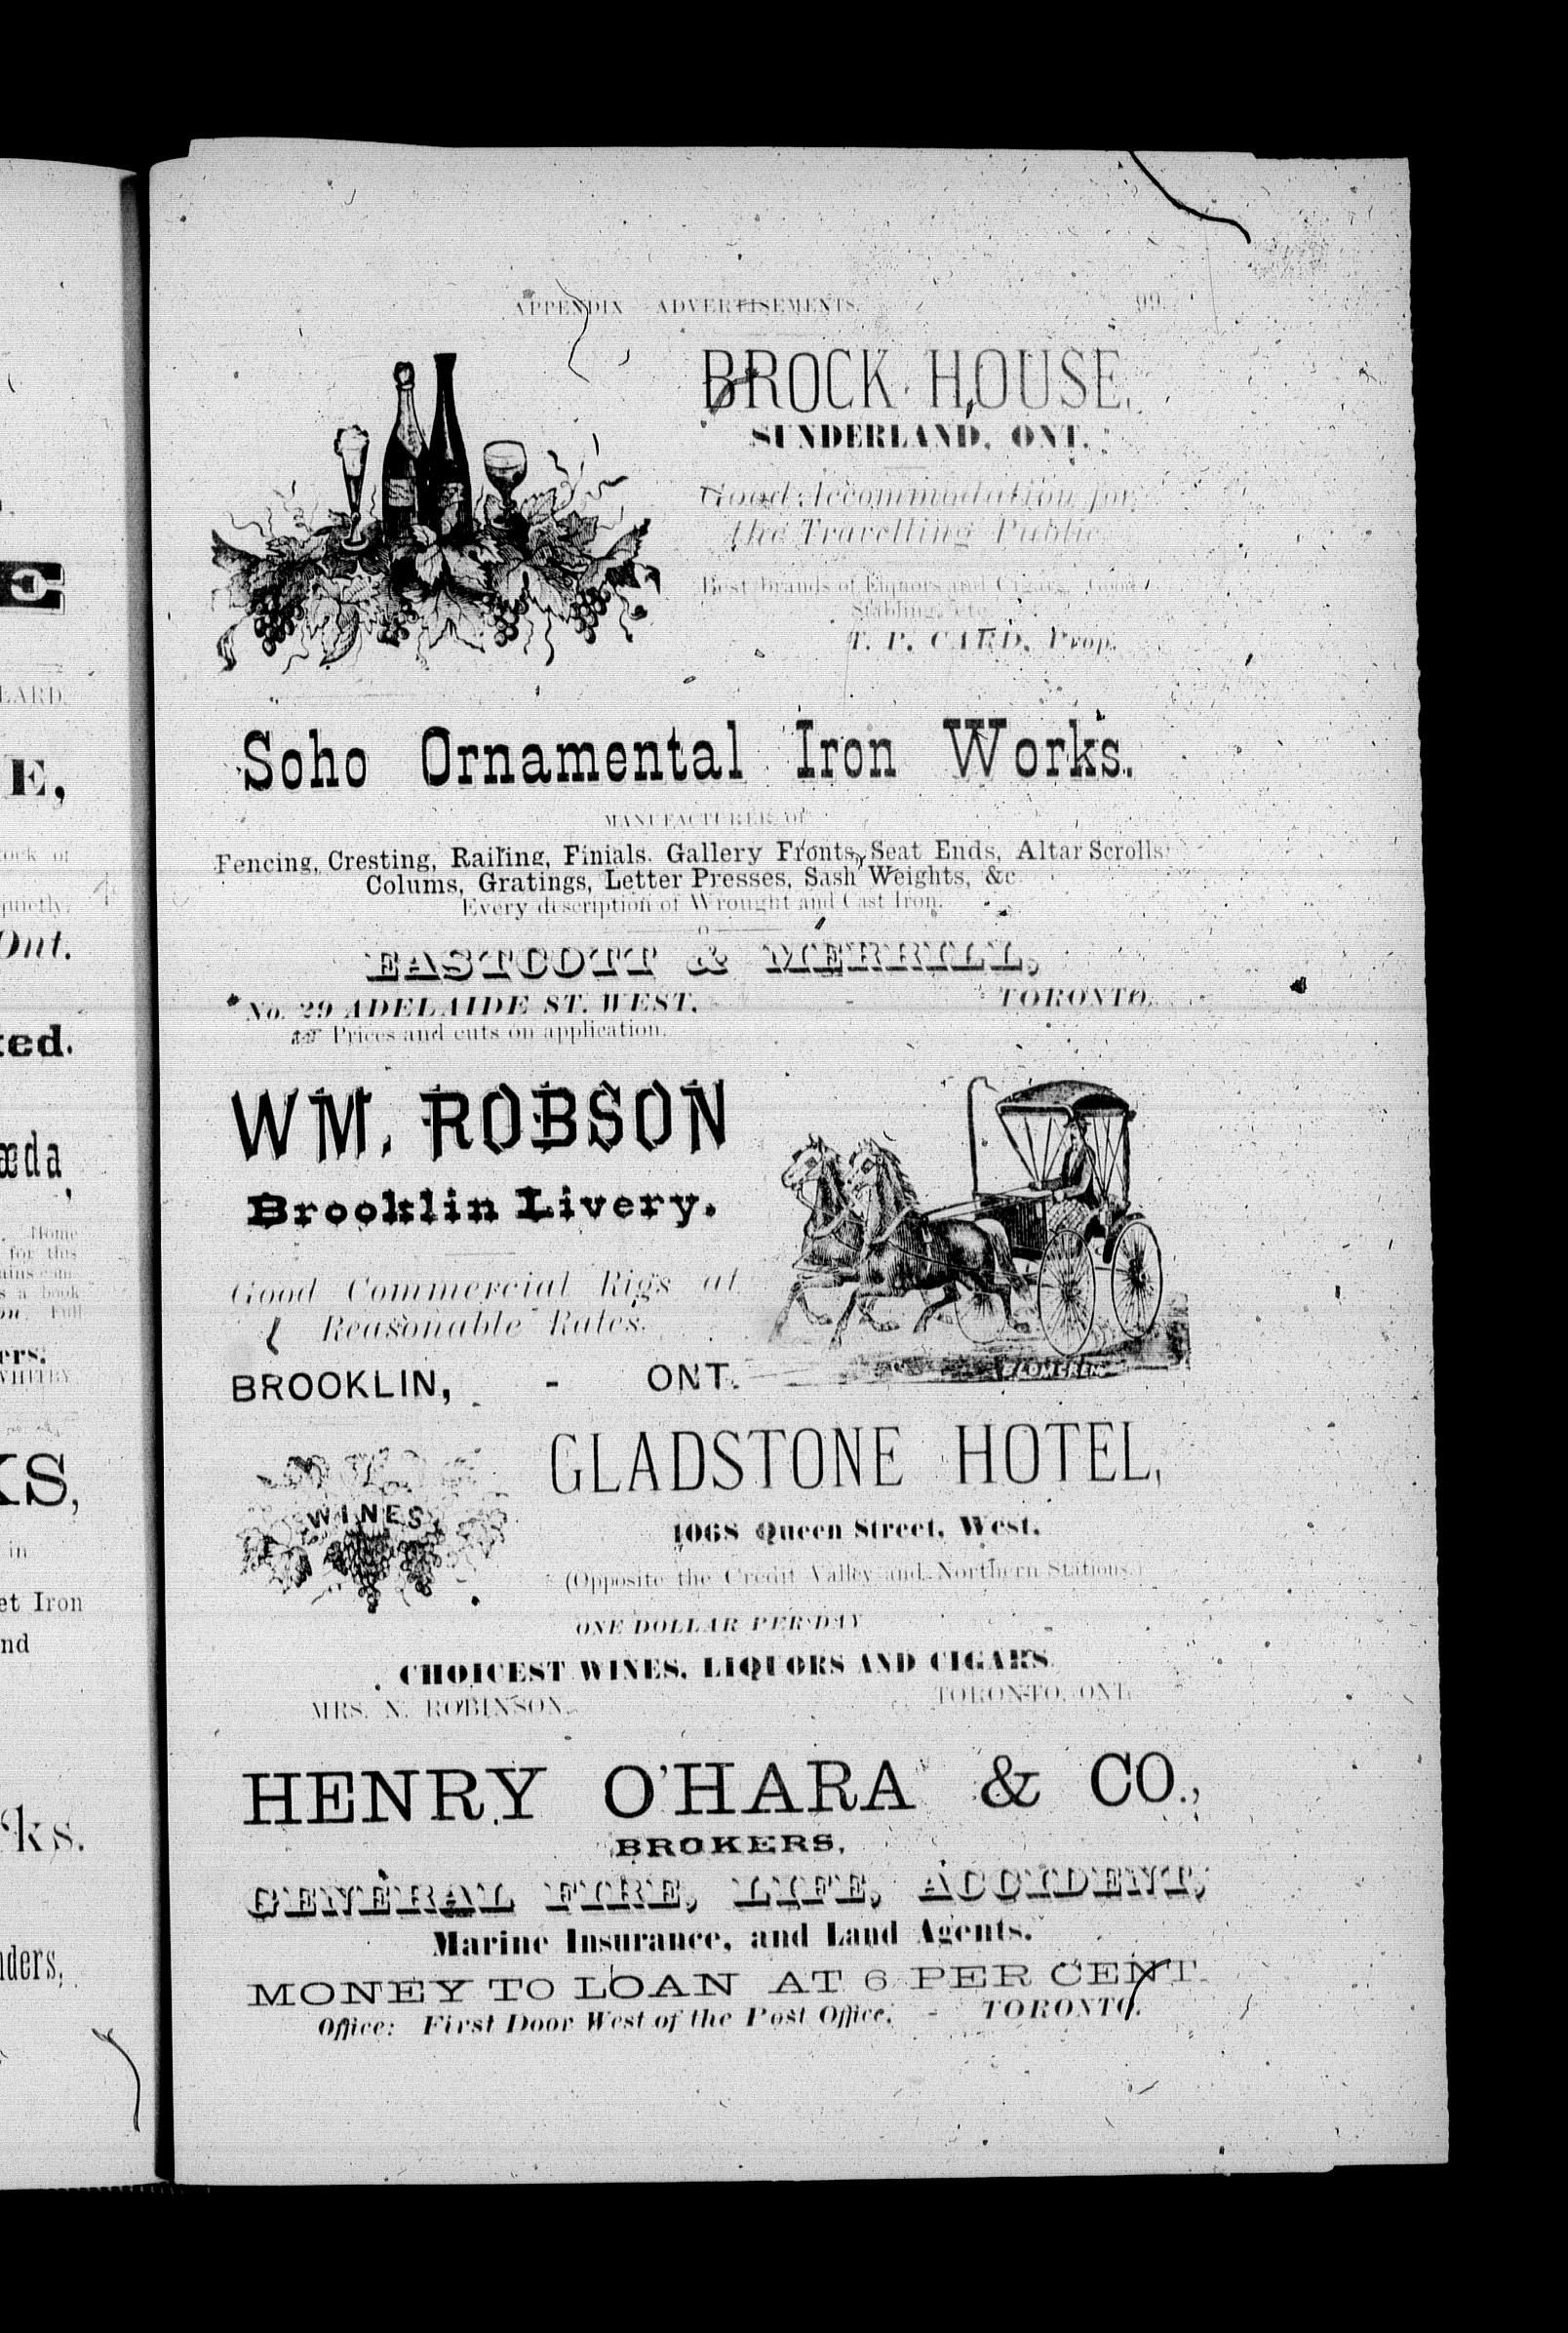 APPENDIX—ADVERTISEMENTS.
BROCK HOUSE,
SUNDERLAND, ONT.
Good Accommodation for
the Travelling Public.
Best brands of Liquors and Cigars. Good
Stabling, etc.
T. P. CARD, Prop.
Soho Ornamental Iron Works.
MANUFACTURER OF
Fencing, Cresting, Railing, Finials, Gallery Fronts, Seat Ends, Altar Scrolls
Colums, Gratings, Letter Presses, Sash Weights, &c.
Every description of Wrought and Cast Iron.
EASTCOTT & MERRILL,
No. 29 ADELAIDE ST. WEST, - TORONTO.
Prices and cuts on application.
WM. ROBSON
Brooklin Livery.
Good Commercial Rigs at
Reasonable Rates.
BROOKLIN, - ONT.
BLOMGREN
GLADSTONE HOTEL,
WINES
1068 Queen Street, West.
(Opposite the Credit Valley and Northern Stations.)
ONE DOLLAR PER DAY
CHOICEST WINES, LIQUORS AND CIGARS.
MRS. N. ROBINSON, TORONTO, ONT.
HENRY O'HARA & CO.,
BROKERS,
GENERAL FIRE, LIFE, ACCIDENT,
Marine Insurance, and Land Agents.
MONEY TO LOAN AT 6 PER CENT.
Office: First Door West of the Post Office, - TORONTO.